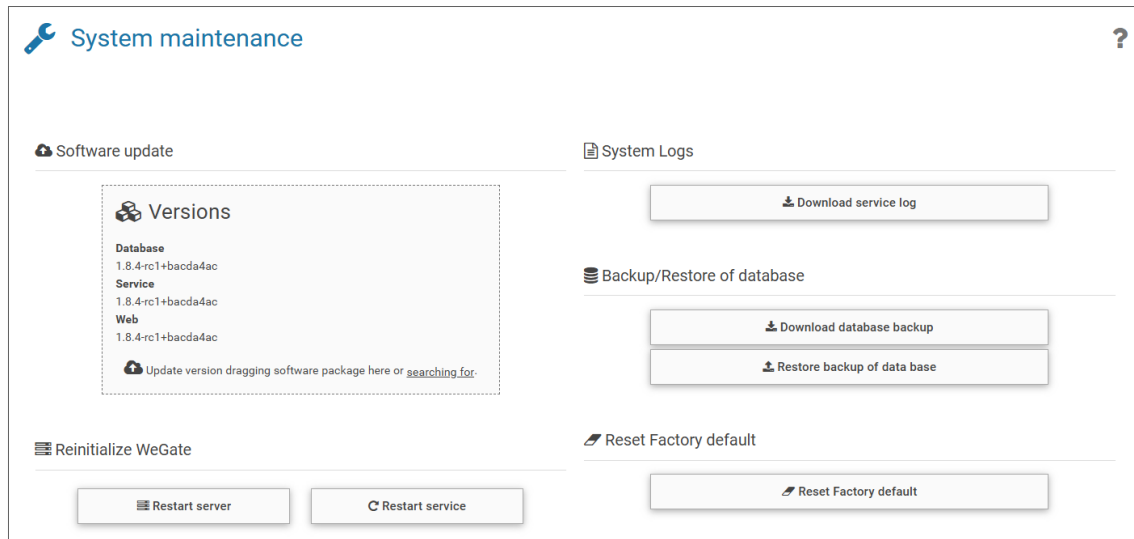 System maintenance
?
Software update
Versions
Database
1.8.4-rc1+bacda4ac
Service
1.8.4-rc1+bacda4ac
Web
1.8.4-rc1+bacda4ac
Update version dragging software package here or searching for.
Reinitialize WeGate
Restart server
Restart service
System Logs
Download service log
Backup/Restore of database
Download database backup
Restore backup of data base
Reset Factory default
Reset Factory default